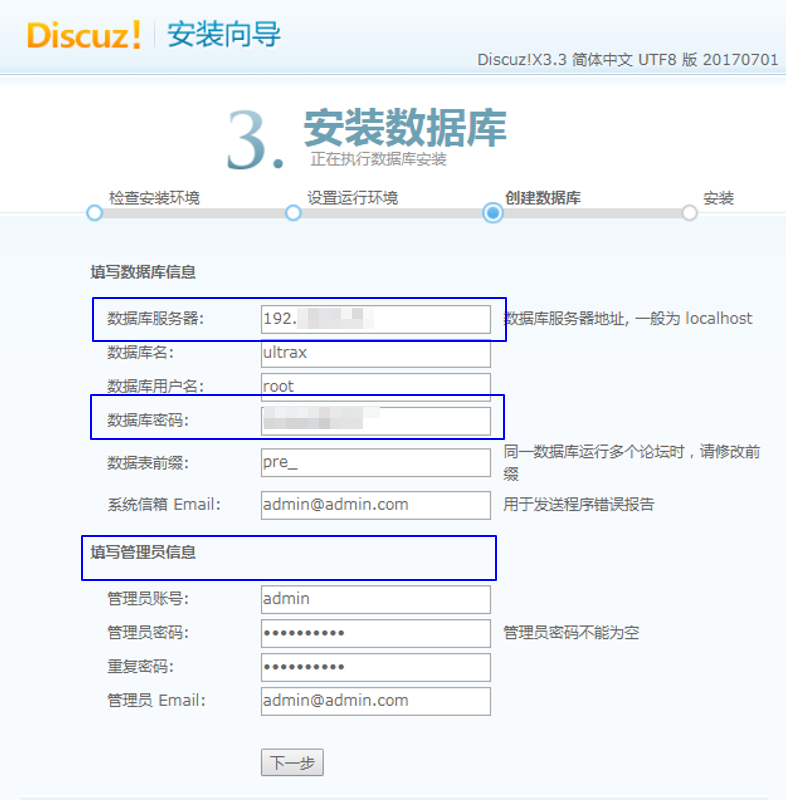 Discuz! 安装向导
Discuz!X3.3 简体中文 UTF8 版 20170701
3. 安装数据库
正在执行数据库安装
检查安装环境 设置运行环境 创建数据库 安装
填写数据库信息
数据库服务器: 192. 数据库服务器地址, 一般为 localhost
数据库名: ultrax
数据库用户名: root
数据库密码:
数据表前缀: pre_ 同一数据库运行多个论坛时，请修改前
缀
系统信箱 Email: admin@admin.com 用于发送程序错误报告
填写管理员信息
管理员账号: admin
管理员密码: •••••••••• 管理员密码不能为空
重复密码: ••••••••••
管理员 Email: admin@admin.com
下一步